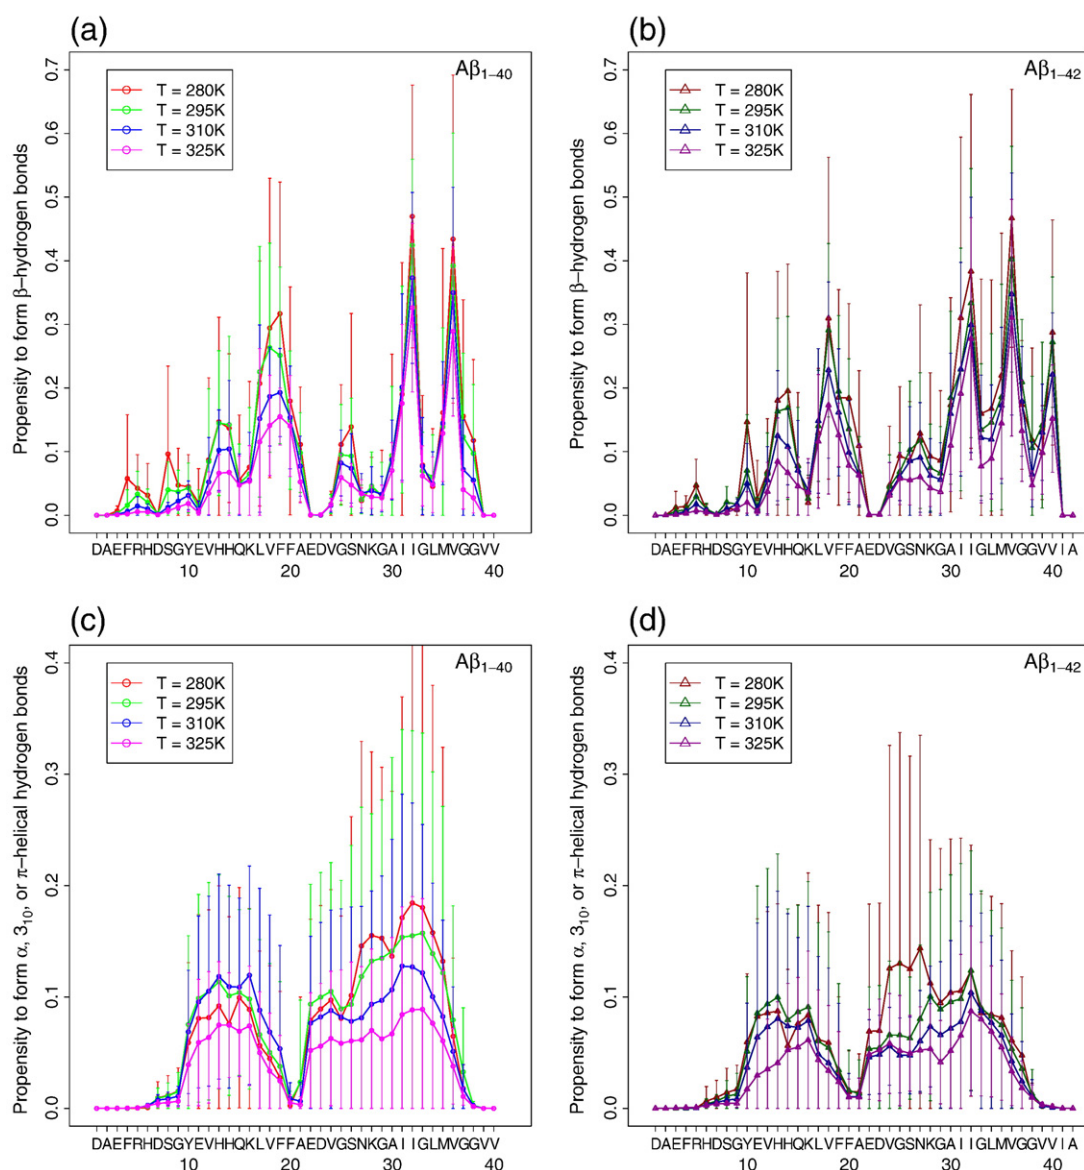 (a)
Aβ1–40
T = 280K
T = 295K
T = 310K
T = 325K
Propensity to form β–hydrogen bonds
0.0 0.1 0.2 0.3 0.4 0.5 0.6 0.7
DAEFRHDSGYEVHHQKLVFFAEDVGSNKGAIIGLMVGGVV
10 20 30 40
(b)
Aβ1–42
T = 280K
T = 295K
T = 310K
T = 325K
Propensity to form β–hydrogen bonds
0.0 0.1 0.2 0.3 0.4 0.5 0.6 0.7
DAEFRHDSGYEVHHQKLVFFAEDVGSNKGAIIGLMVGGVVIA
10 20 30 40
(c)
Aβ1–40
T = 280K
T = 295K
T = 310K
T = 325K
Propensity to form α, 310, or π–helical hydrogen bonds
0.0 0.1 0.2 0.3 0.4
DAEFRHDSGYEVHHQKLVFFAEDVGSNKGAIIGLMVGGVV
10 20 30 40
(d)
Aβ1–42
T = 280K
T = 295K
T = 310K
T = 325K
Propensity to form α, 310, or π–helical hydrogen bonds
0.0 0.1 0.2 0.3 0.4
DAEFRHDSGYEVHHQKLVFFAEDVGSNKGAIIGLMVGGVVIA
10 20 30 40